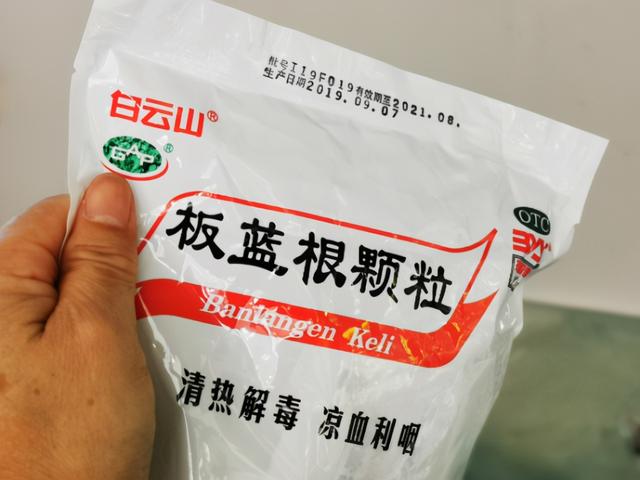 批号I19F019有效期至2021.08.
生产日期2019.09.07
白云山®
GAP®
OTC
板蓝根颗粒
Banlangen Keli
清热解毒 凉血利咽